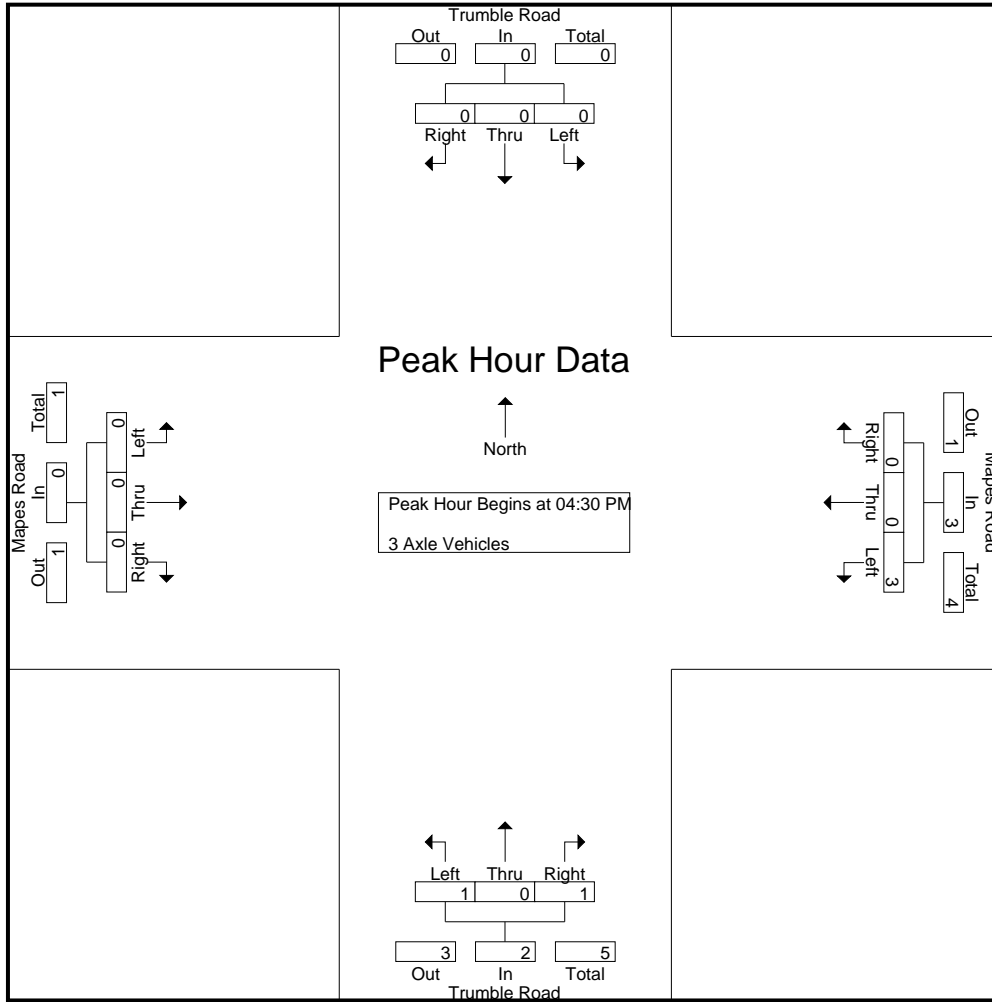 Trumble Road
Out In Total
0 0 0
0 0 0
Right Thru Left
Peak Hour Data
North
Peak Hour Begins at 04:30 PM
3 Axle Vehicles
Mapes Road
Total In Out
1 0 1
0 0 0
Left Thru Right
Mapes Road
Out In Total
1 3 4
0 0 3
Right Thru Left
Left Thru Right
1 0 1
3 2 5
Out In Total
Trumble Road